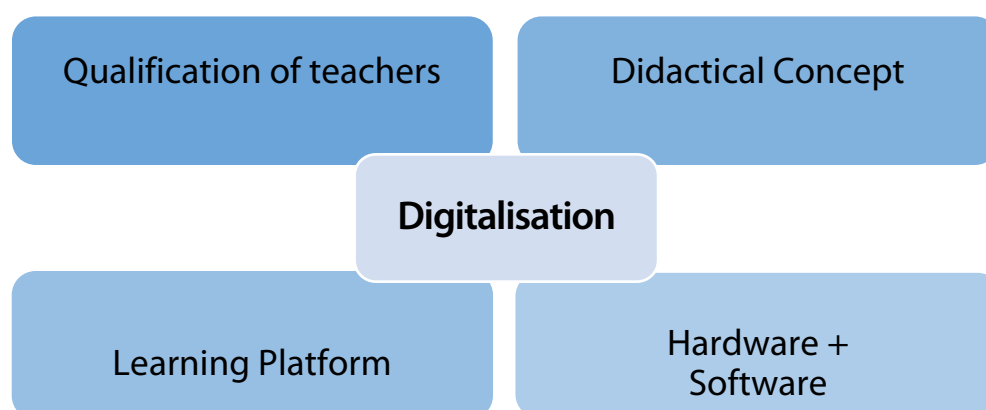 Qualification of teachers
Didactical Concept
Digitalisation
Learning Platform
Hardware +
Software